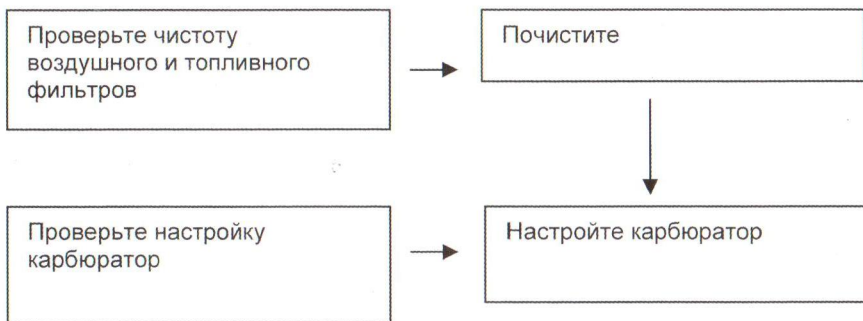 Проверьте чистоту
воздушного и топливного
фильтров
Почистите
Проверьте настройку
карбюратор
Настройте карбюратор